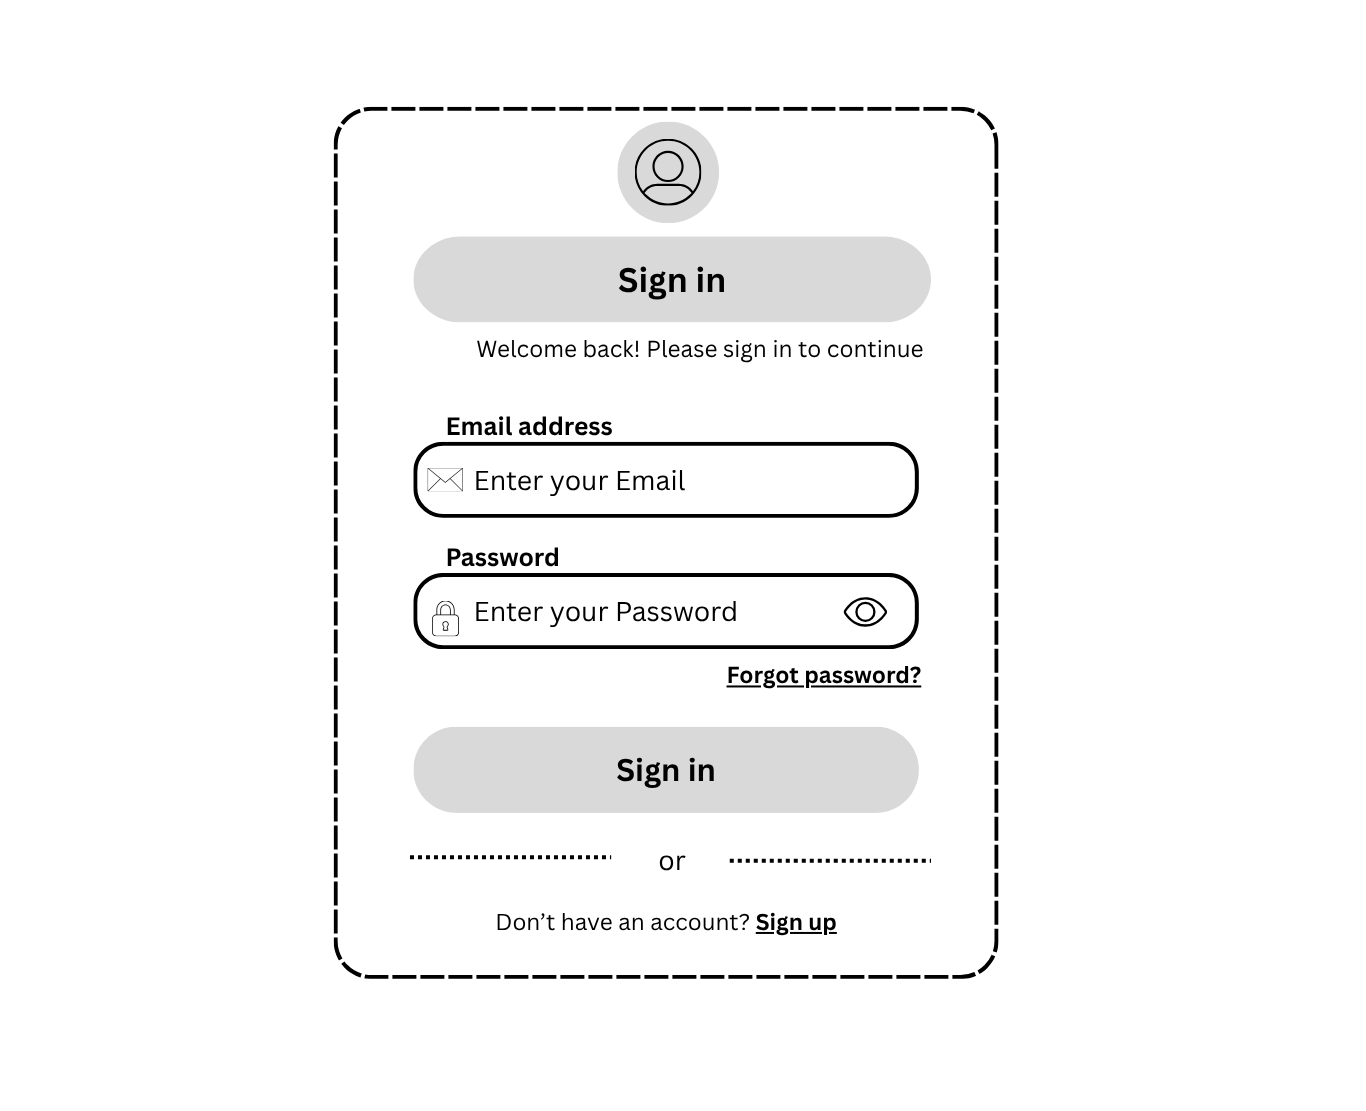 Sign in
Welcome back! Please sign in to continue
Email address
Enter your Email
Password
Enter your Password
Forgot password?
Sign in
or
Don’t have an account? Sign up